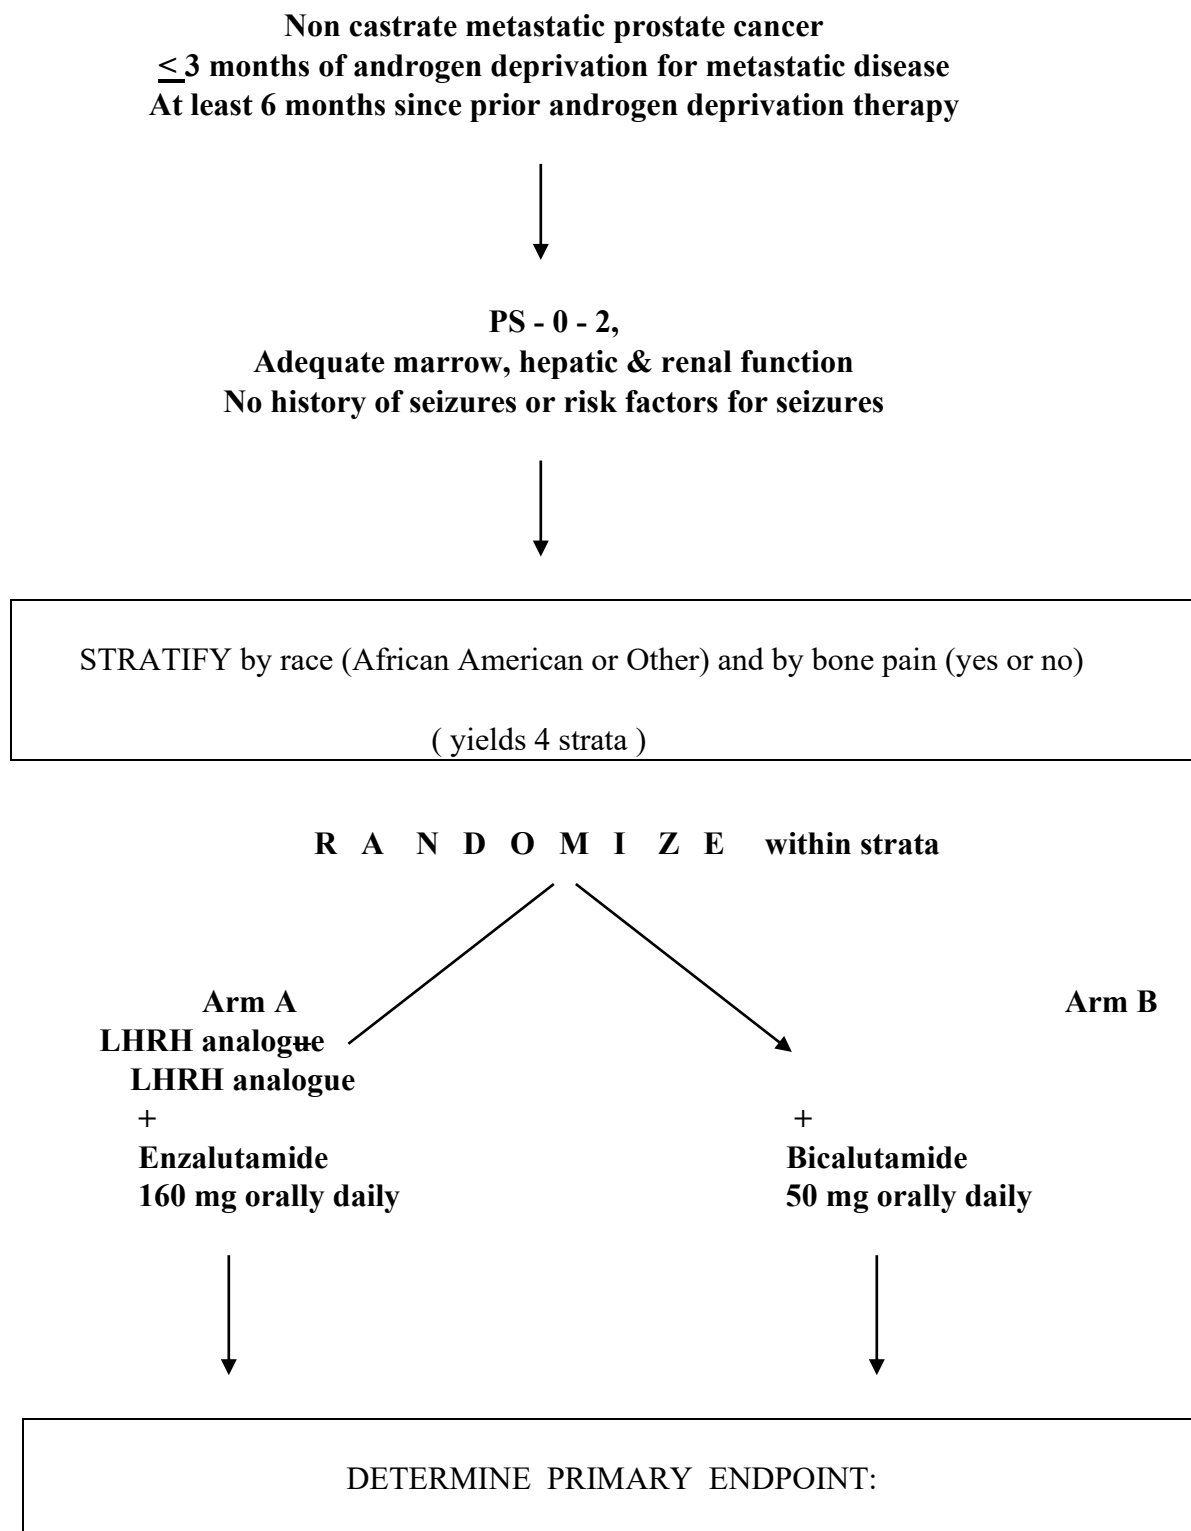 Non castrate metastatic prostate cancer
< 3 months of androgen deprivation for metastatic disease
At least 6 months since prior androgen deprivation therapy
PS - 0 - 2,
Adequate marrow, hepatic & renal function
No history of seizures or risk factors for seizures
STRATIFY by race (African American or Other) and by bone pain (yes or no)
( yields 4 strata )
R A N D O M I Z E within strata
Arm A Arm B
LHRH analogue
LHRH analogue
+ +
Enzalutamide Bicalutamide
160 mg orally daily 50 mg orally daily
DETERMINE PRIMARY ENDPOINT: